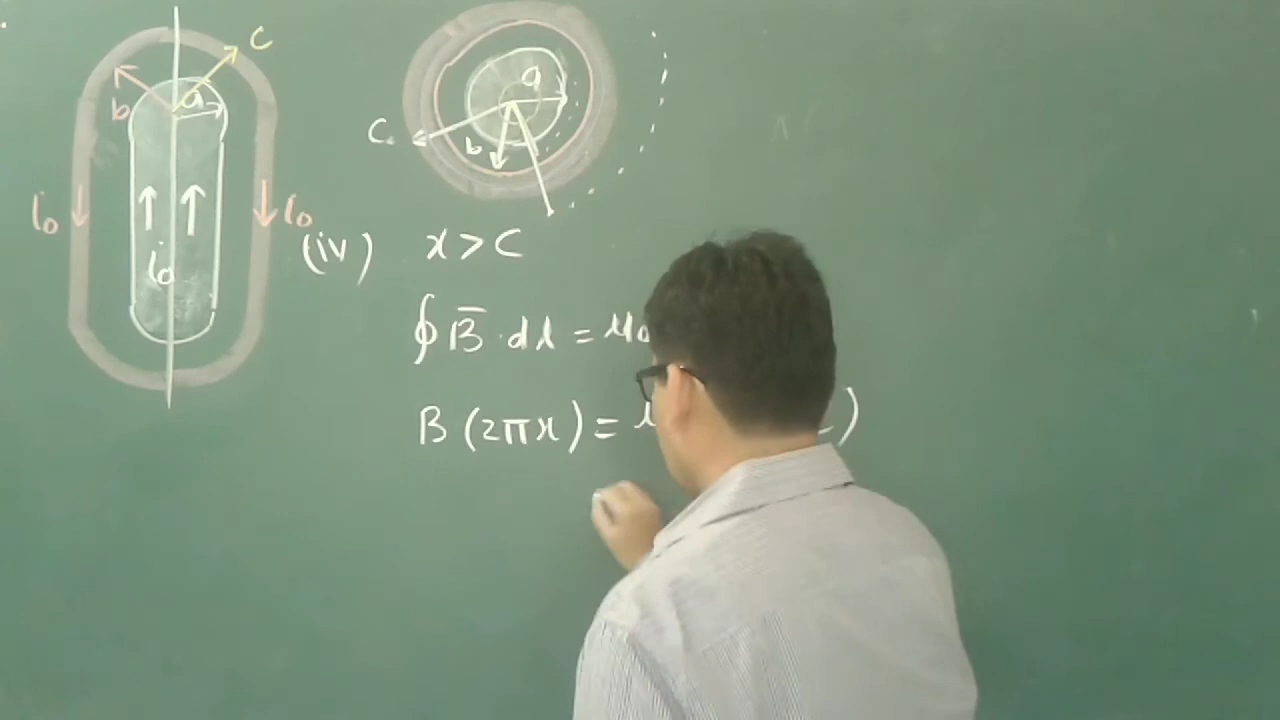 c
b
a
i₀
i₀
i₀
a
c
b
(iv) x > c
∮ B̄ · dl = μ₀
B (2πx) =
)